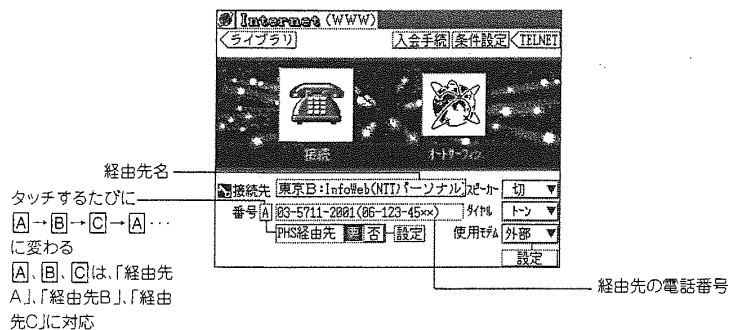 Internet (WWW)
ライブラリ 入会手続 条件設定 TELNET
接続 オートサーフィン
経由先名
接続先 東京B:InfoWeb(NTTパーソナル) スピーカー 切
番号 A 03-5711-2001(06-123-45××) ダイヤル トーン
PHS経由先 要 否 設定 使用モデム 外部
設定
タッチするたびに
A→B→C→A…
に変わる
A、B、Cは、「経由先
A」、「経由先B」、「経由
先C」に対応
経由先の電話番号